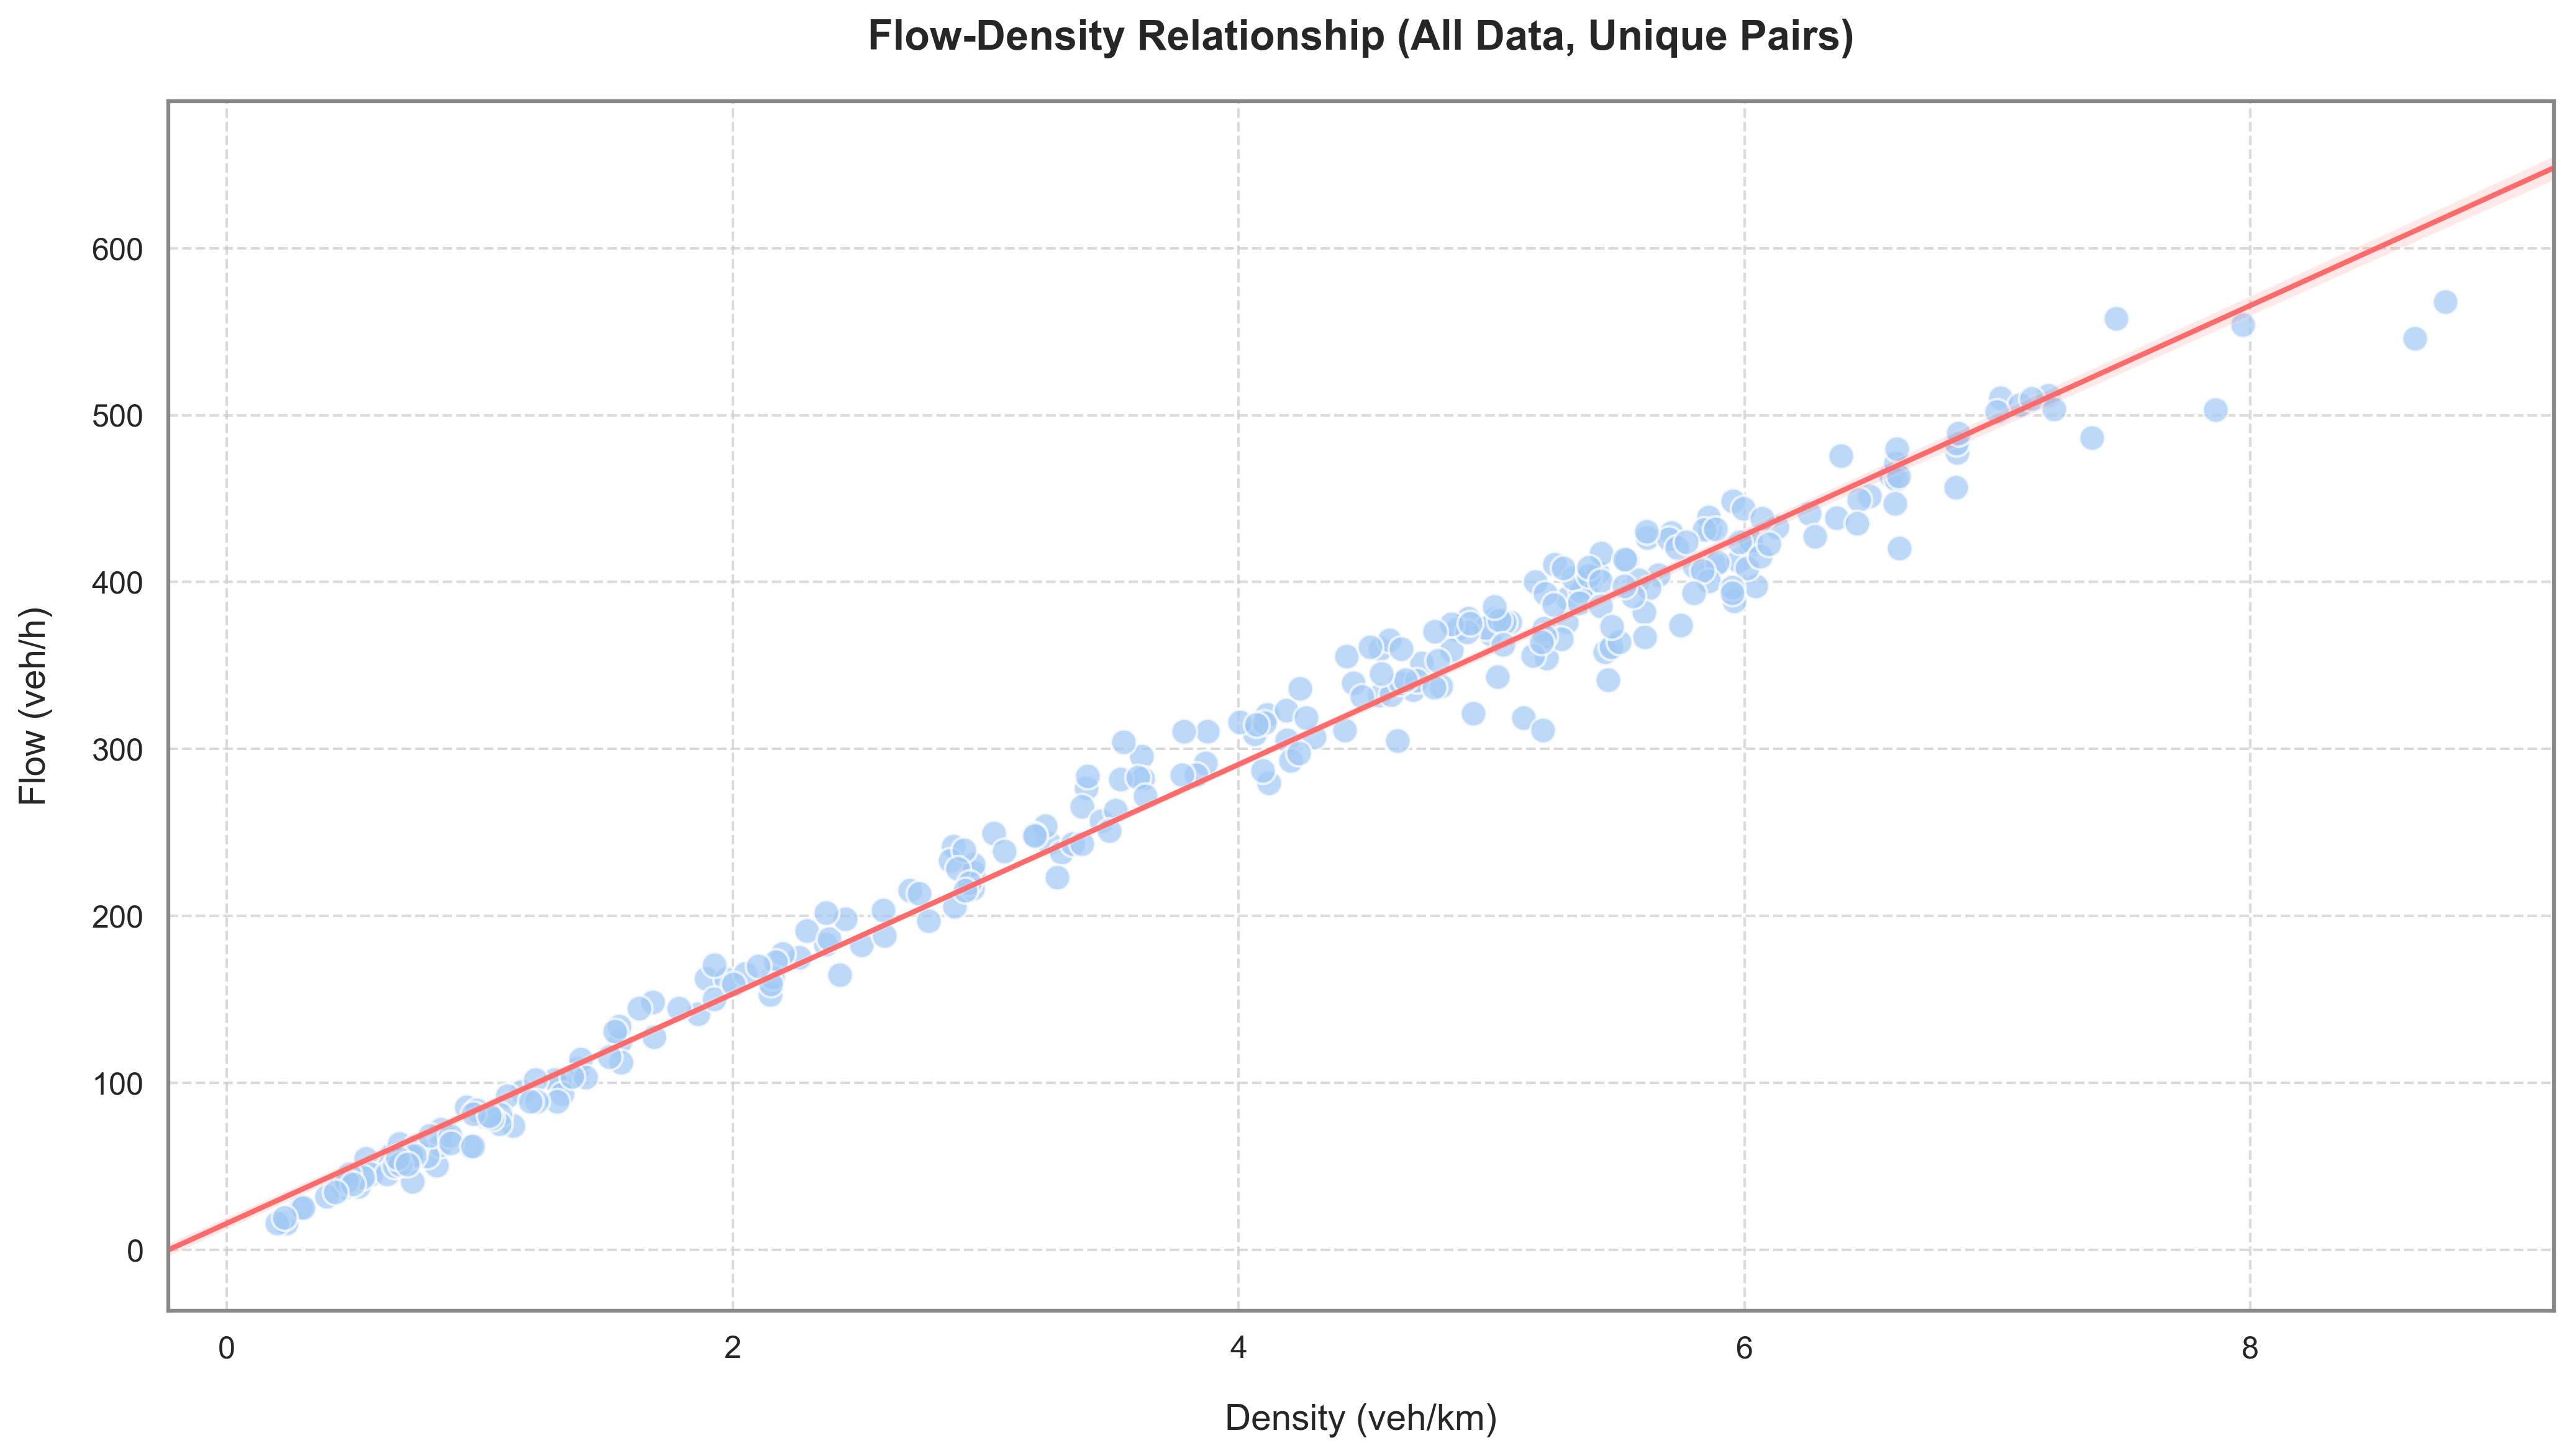 Flow-Density Relationship (All Data, Unique Pairs)
600
500
400
300
200
100
0
Flow (veh/h)
0 2 4 6 8
Density (veh/km)